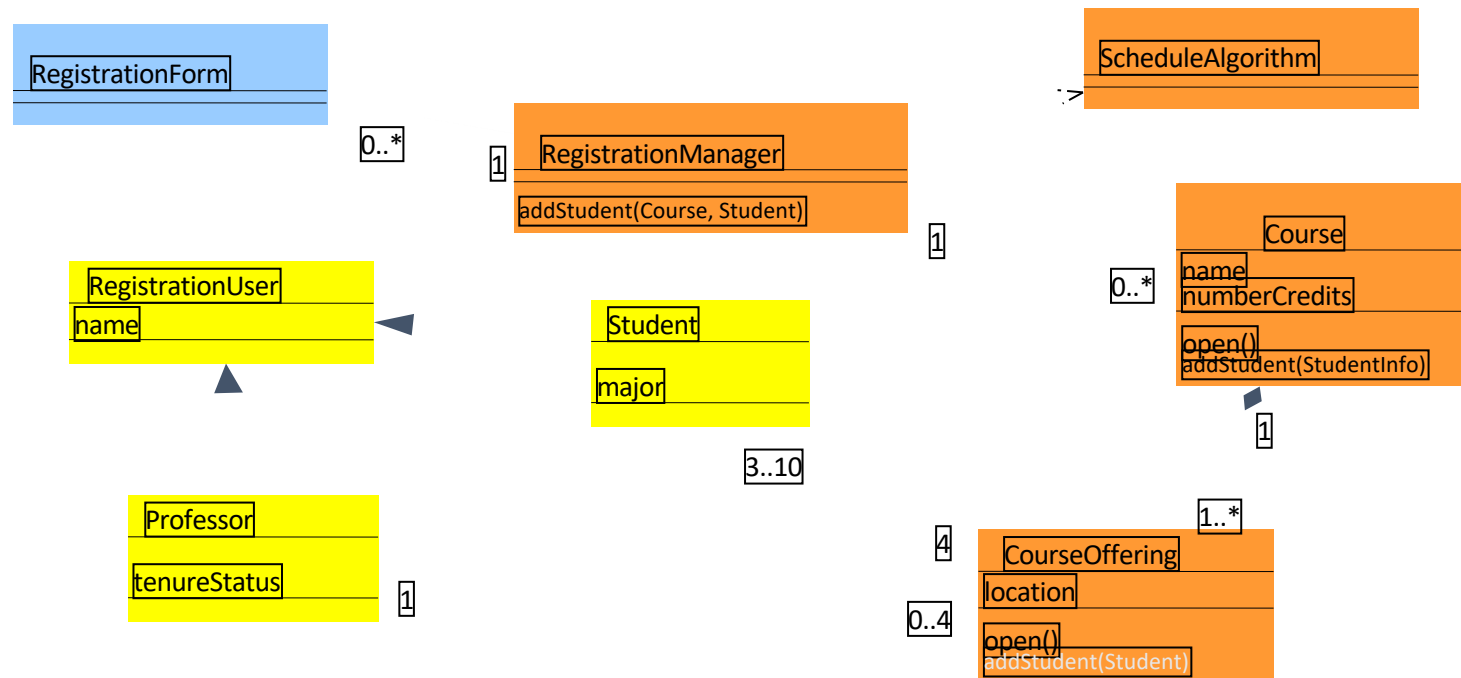 RegistrationForm
ScheduleAlgorithm
0..*
1
RegistrationManager
addStudent(Course, Student)
1
Course
name
numberCredits
open()
addStudent(StudentInfo)
0..*
RegistrationUser
name
Student
major
1
3..10
Professor
tenureStatus
1
1..*
4
CourseOffering
location
0..4
open()
addStudent(Student)